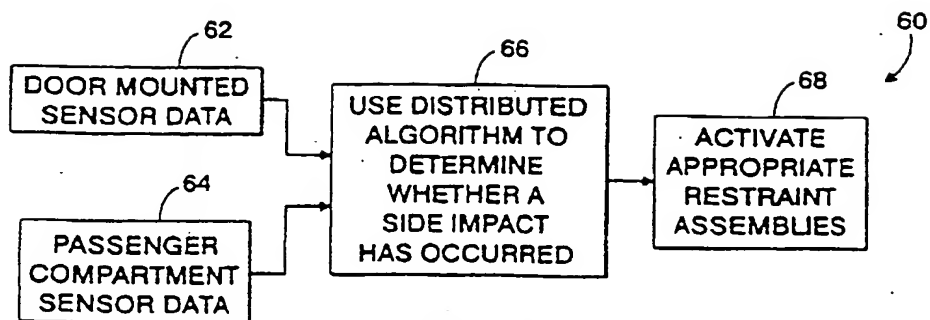 62
DOOR MOUNTED
SENSOR DATA
64
PASSENGER
COMPARTMENT
SENSOR DATA
66
USE DISTRIBUTED
ALGORITHM TO
DETERMINE
WHETHER A
SIDE IMPACT
HAS OCCURRED
68
ACTIVATE
APPROPRIATE
RESTRAINT
ASSEMBLIES
60